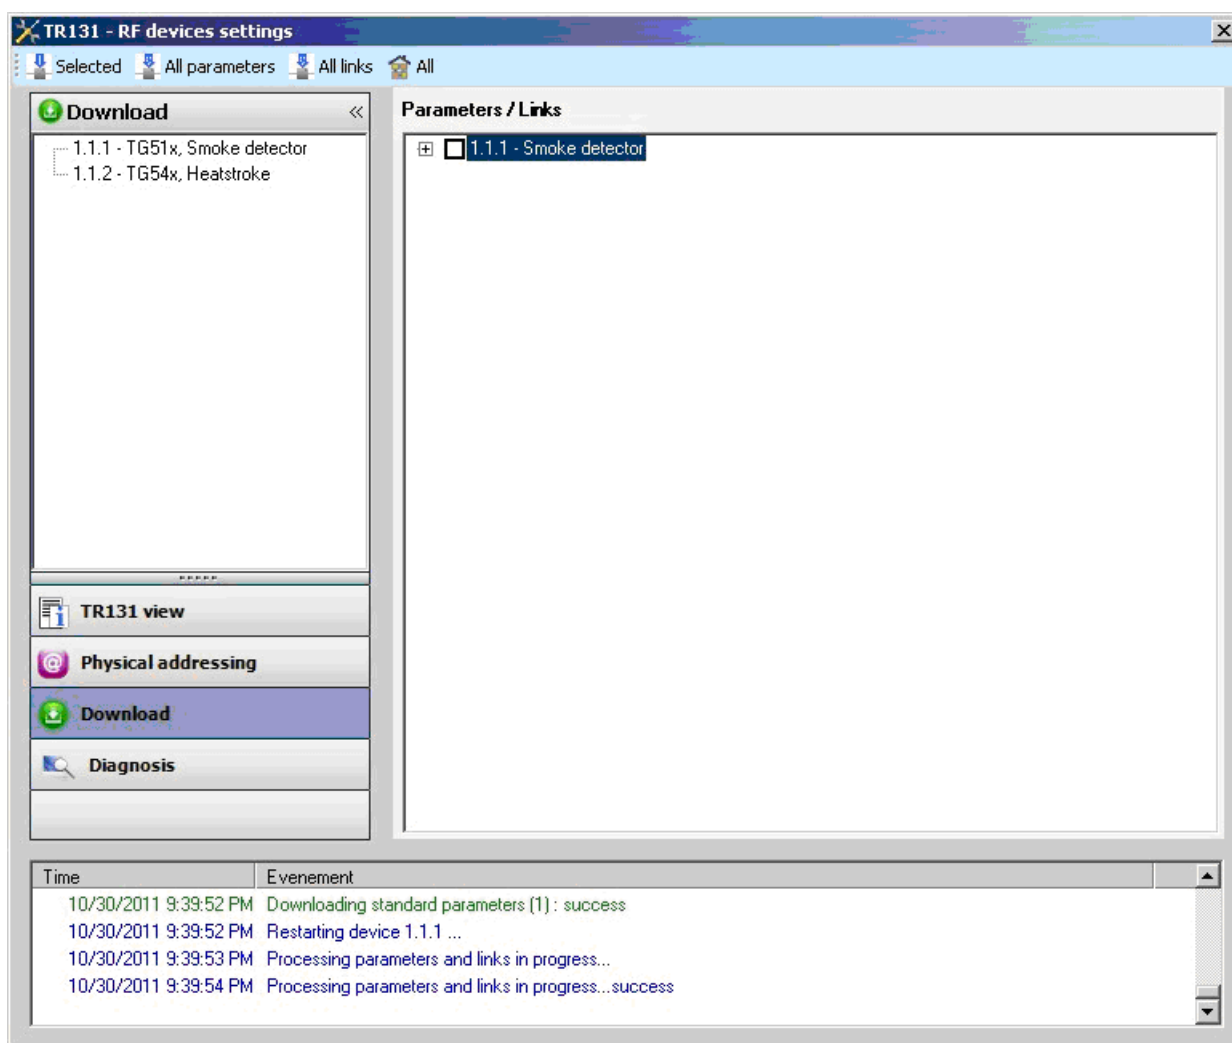 TR131 - RF devices settings
Selected All parameters All links All
Download
1.1.1 - TG51x, Smoke detector
1.1.2 - TG54x, Heatstroke
TR131 view
Physical addressing
Download
Diagnosis
Parameters / Links
1.1.1 - Smoke detector
Time Evenement
10/30/2011 9:39:52 PM Downloading standard parameters (1) : success
10/30/2011 9:39:52 PM Restarting device 1.1.1 ...
10/30/2011 9:39:53 PM Processing parameters and links in progress...
10/30/2011 9:39:54 PM Processing parameters and links in progress...success